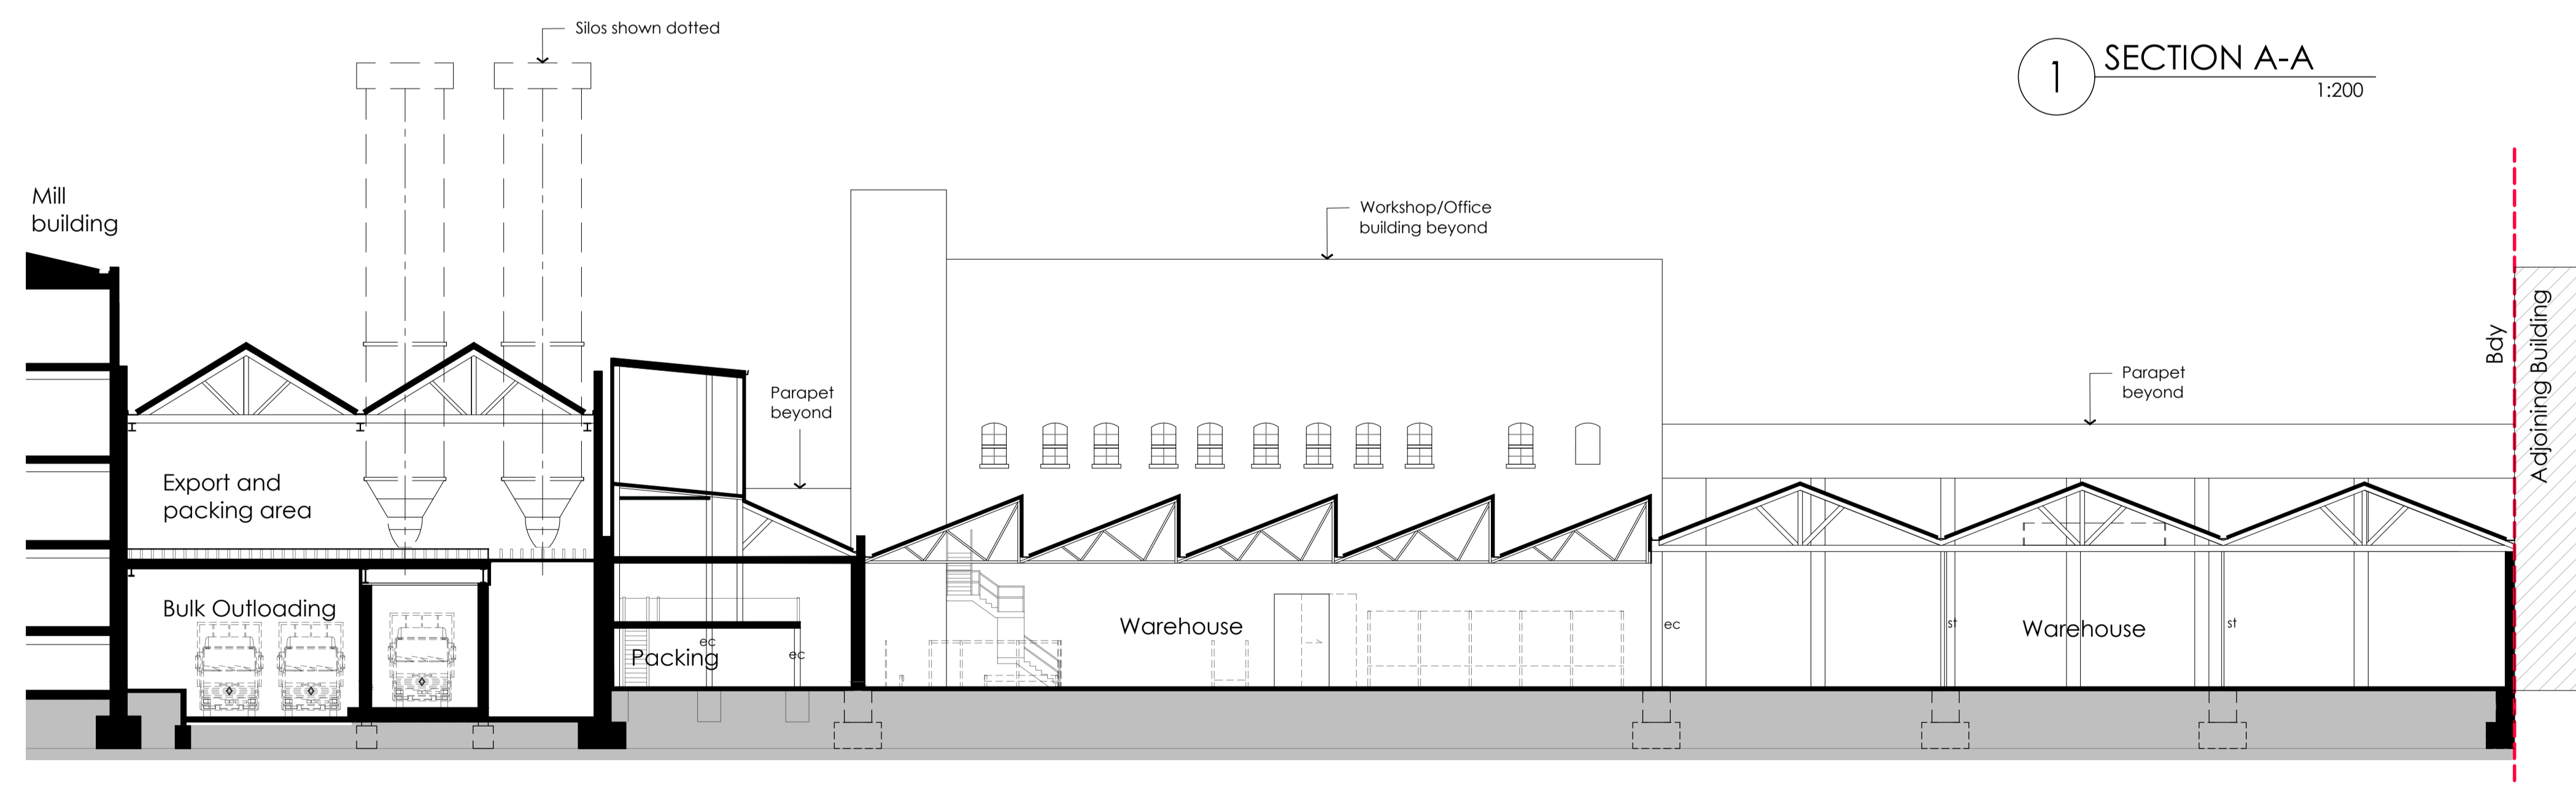 Silos shown dotted
1
SECTION A-A
1:200
Mill
building
Workshop/Office
building beyond
Bdy
Adjoining Building
Parapet
beyond
Parapet
beyond
Export and
packing area
Bulk Outloading
Packing
ec
ec
Warehouse
ec
st
Warehouse
st